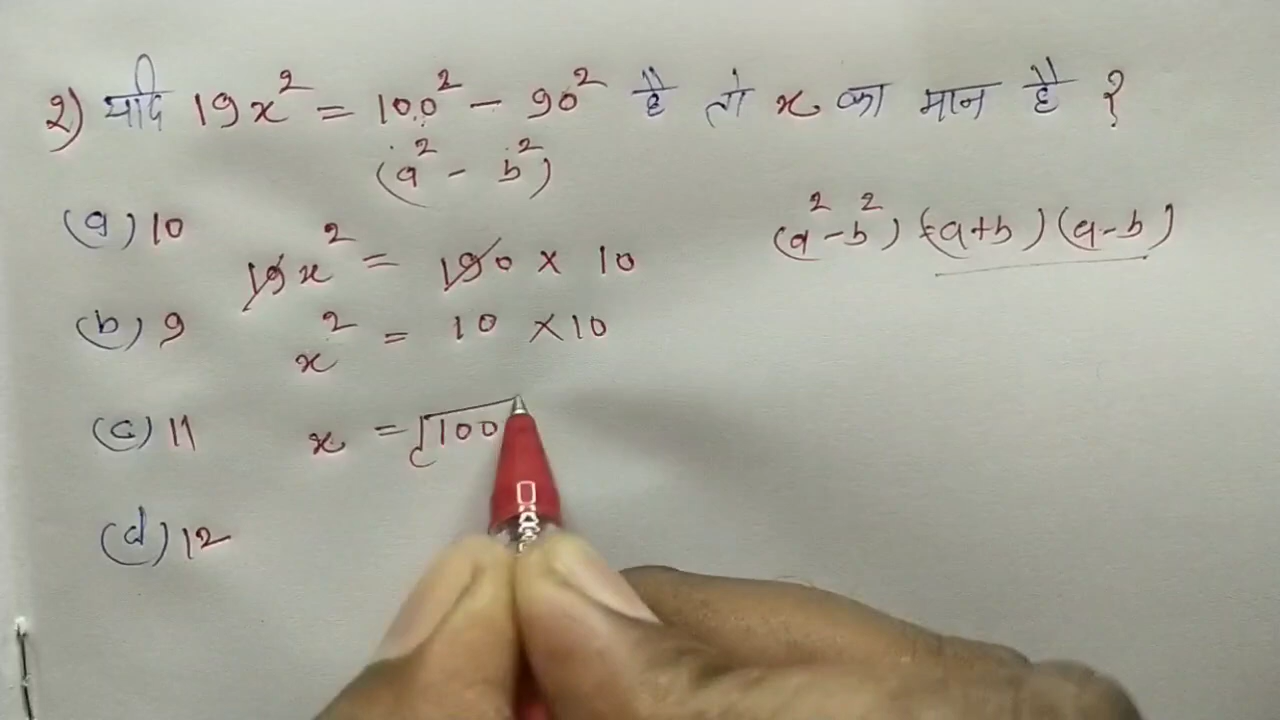 2) यदि 19x² = 100² - 90² है तो x का मान है ?
(a² - b²)
(a² - b²) = (a+b) (a-b)
(a) 10
19x² = 190 × 10
(b) 9
x² = 10 × 10
(c) 11
x = √100
(d) 12